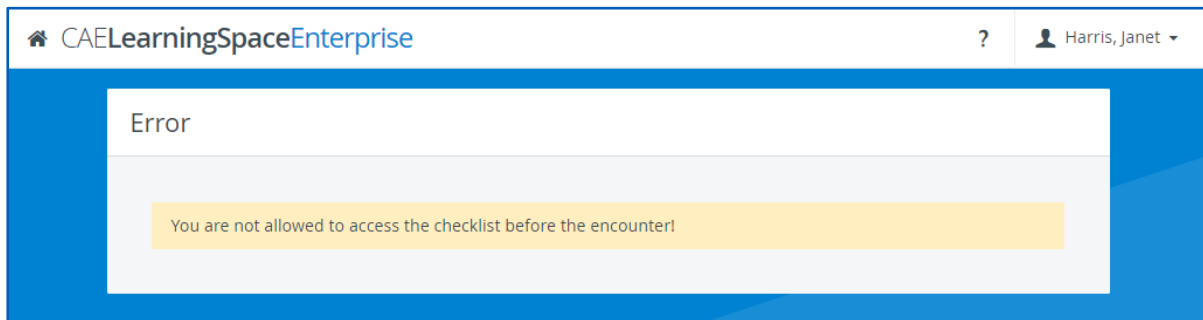 CAELearningSpaceEnterprise
?
Harris, Janet
Error
You are not allowed to access the checklist before the encounter!